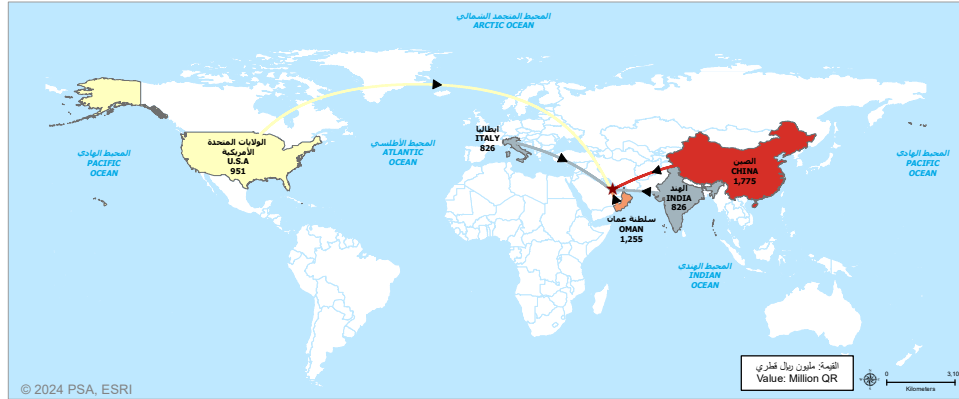 المحيط المتجمد الشمالي
ARCTIC OCEAN
المحيط الهادي
PACIFIC
OCEAN
الولايات المتحدة
الأمريكية
U.S.A
951
المحيط الأطلسي
ATLANTIC
OCEAN
ايطاليا
ITALY
826
الصين
CHINA
1,775
الهند
INDIA
826
سلطنة عمان
OMAN
1,255
المحيط الهادي
PACIFIC
OCEAN
المحيط الهندي
INDIAN
OCEAN
القيمة: مليون ريال قطري
Value: Million QR
0 3,10
Kilometers
© 2024 PSA, ESRI